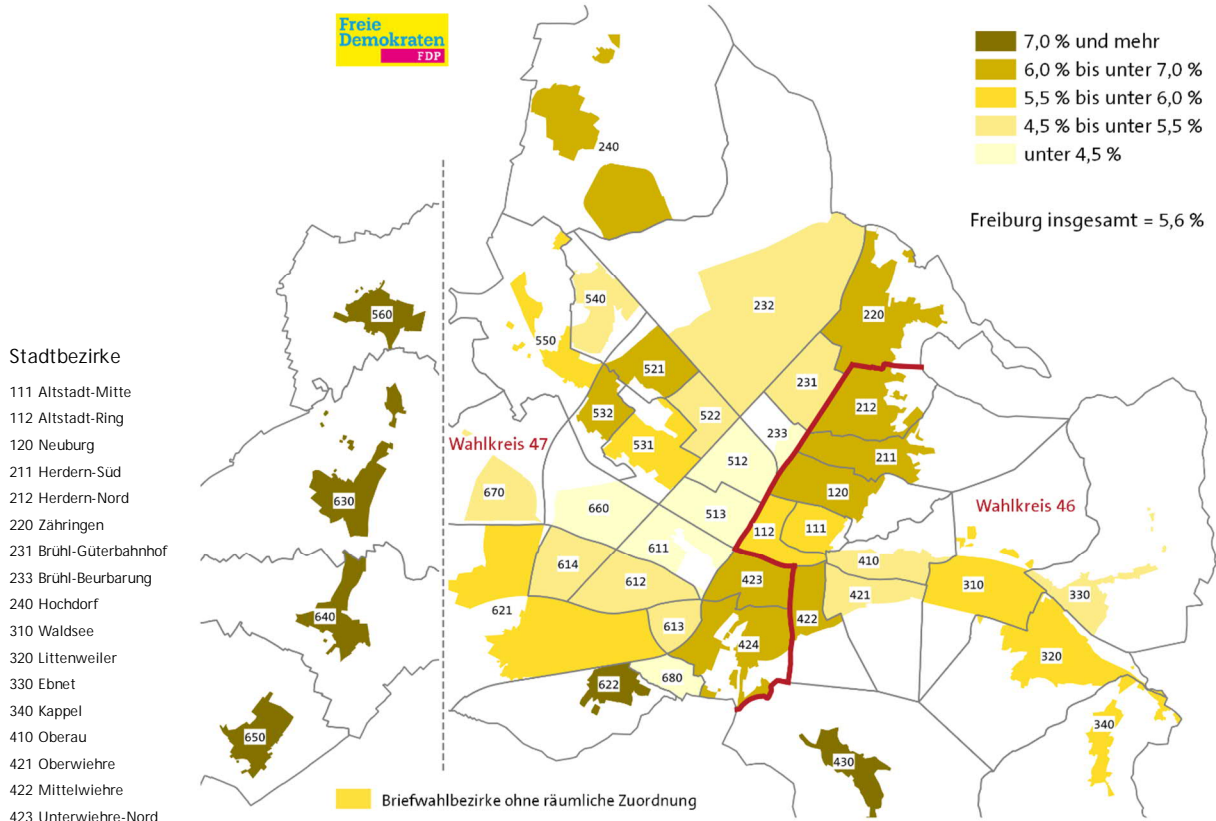 Freie
Demokraten
FDP
7,0 % und mehr
6,0 % bis unter 7,0 %
5,5 % bis unter 6,0 %
4,5 % bis unter 5,5 %
unter 4,5 %
Freiburg insgesamt = 5,6 %
Stadtbezirke
111 Altstadt-Mitte
112 Altstadt-Ring
120 Neuburg
211 Herdern-Süd
212 Herdern-Nord
220 Zähringen
231 Brühl-Güterbahnhof
233 Brühl-Beurbarung
240 Hochdorf
310 Waldsee
320 Littenweiler
330 Ebnet
340 Kappel
410 Oberau
421 Oberwiehre
422 Mittelwiehre
423 Unterwiehre-Nord
240
540
232
560
220
550
521
231
532
522
212
531
233
Wahlkreis 47
512
211
670
630
120
660
513
Wahlkreis 46
112
111
611
614
410
612
423
310
421
330
621
640
422
613
424
320
680
622
340
650
430
Briefwahlbezirke ohne räumliche Zuordnung